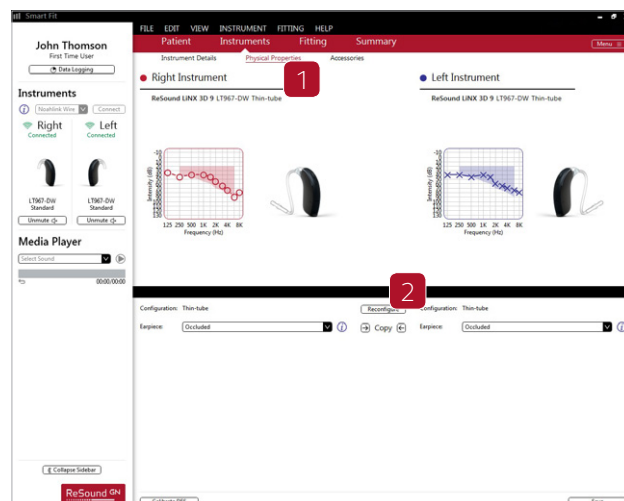 Smart Fit
FILE EDIT VIEW INSTRUMENT FITTING HELP
Patient Instruments Fitting Summary
Menu
Instrument Details Physical Properties Accessories
1
John Thomson
First Time User
Data Logging
Instruments
Noahlink Wire Connect
Right Left
Connected Connected
LT967-DW LT967-DW
Standard Standard
Unmute Unmute
Media Player
Select Sound
00:00/00:00
Collapse Sidebar
ReSound GN
Right Instrument
ReSound LiNX 3D 9 LT967-DW Thin-tube
Intensity (dB)
125 250 500 1K 2K 4K 8K
Frequency (Hz)
Left Instrument
ReSound LiNX 3D 9 LT967-DW Thin-tube
Intensity (dB)
125 250 500 1K 2K 4K 8K
Frequency (Hz)
2
Configuration: Thin-tube Reconfigure Configuration: Thin-tube
Earpiece: Occluded Copy Earpiece: Occluded